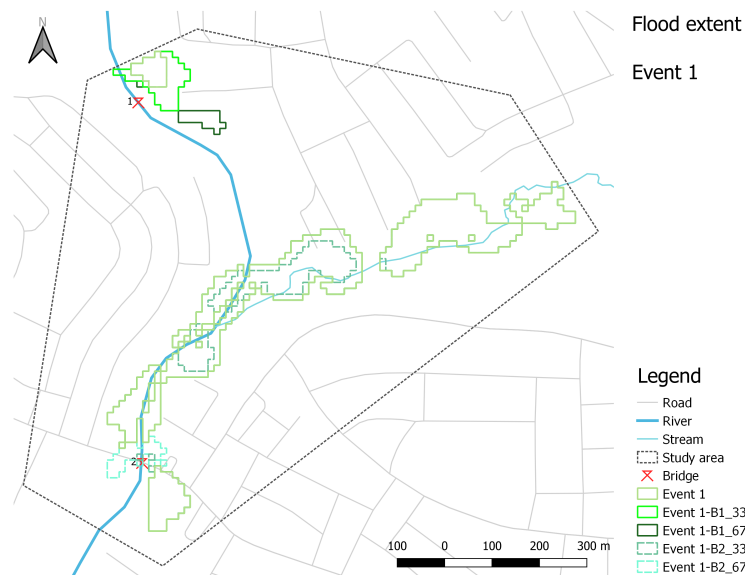 Flood extent
Event 1
N
1
2
Legend
Road
River
Stream
Study area
Bridge
Event 1
Event 1-B1_33
Event 1-B1_67
Event 1-B2_33
Event 1-B2_67
100 0 100 200 300 m